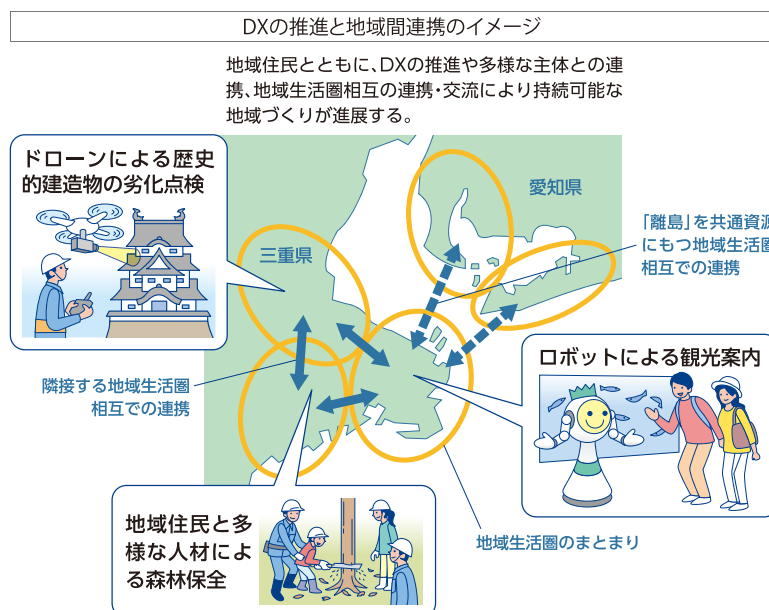 DXの推進と地域間連携のイメージ
地域住民とともに、DXの推進や多様な主体との連
携、地域生活圏相互の連携・交流により持続可能な
地域づくりが進展する。
ドローンによる歴史
的建造物の劣化点検
愛知県
三重県
「離島」を共通資源
にもつ地域生活圏
相互での連携
ロボットによる観光案内
隣接する地域生活圏
相互での連携
地域住民と多
様な人材によ
る森林保全
地域生活圏のまとまり